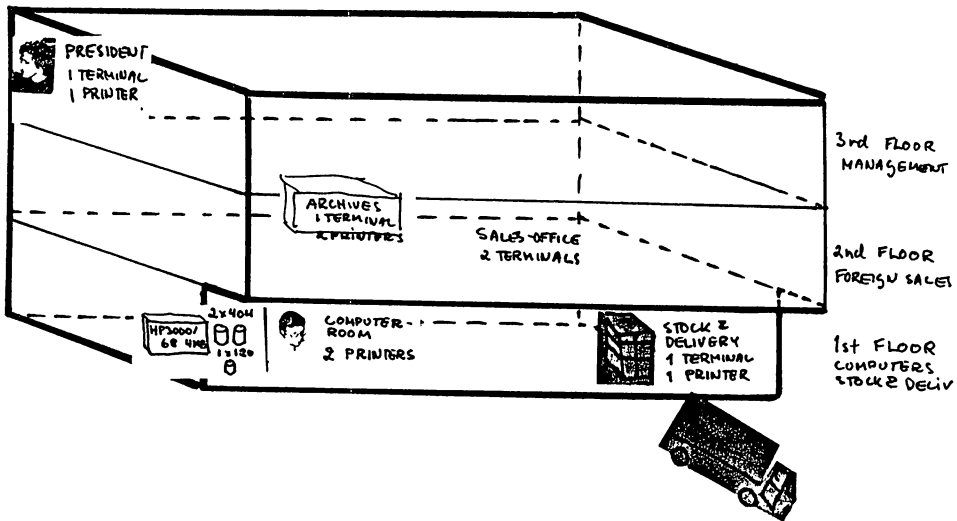 PRESIDENT
1 TERMINAL
1 PRINTER
3rd FLOOR
MANAGEMENT
ARCHIVES
1 TERMINAL
2 PRINTERS
SALES-OFFICE
2 TERMINALS
2nd FLOOR
FOREIGN SALES
HP3000/
68 4MB
2x404
1x120
COMPUTER-
ROOM
2 PRINTERS
STOCK &
DELIVERY
1 TERMINAL
1 PRINTER
1st FLOOR
COMPUTERS
STOCK & DELIV